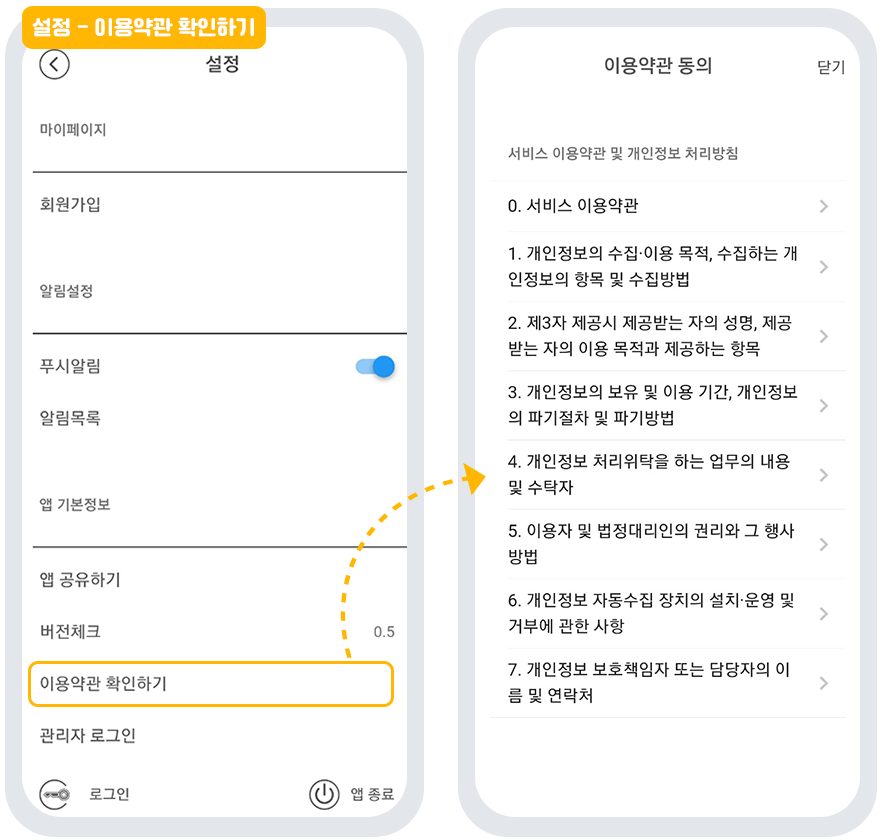 설정 - 이용약관 확인하기
설정
마이페이지
회원가입
알림설정
푸시알림
알림목록
앱 기본정보
앱 공유하기
버전체크 0.5
이용약관 확인하기
관리자 로그인
로그인 앱 종료
이용약관 동의 닫기
서비스 이용약관 및 개인정보 처리방침
0. 서비스 이용약관
1. 개인정보의 수집·이용 목적, 수집하는 개
인정보의 항목 및 수집방법
2. 제3자 제공시 제공받는 자의 성명, 제공
받는 자의 이용 목적과 제공하는 항목
3. 개인정보의 보유 및 이용 기간, 개인정보
의 파기절차 및 파기방법
4. 개인정보 처리위탁을 하는 업무의 내용
및 수탁자
5. 이용자 및 법정대리인의 권리와 그 행사
방법
6. 개인정보 자동수집 장치의 설치·운영 및
거부에 관한 사항
7. 개인정보 보호책임자 또는 담당자의 이
름 및 연락처